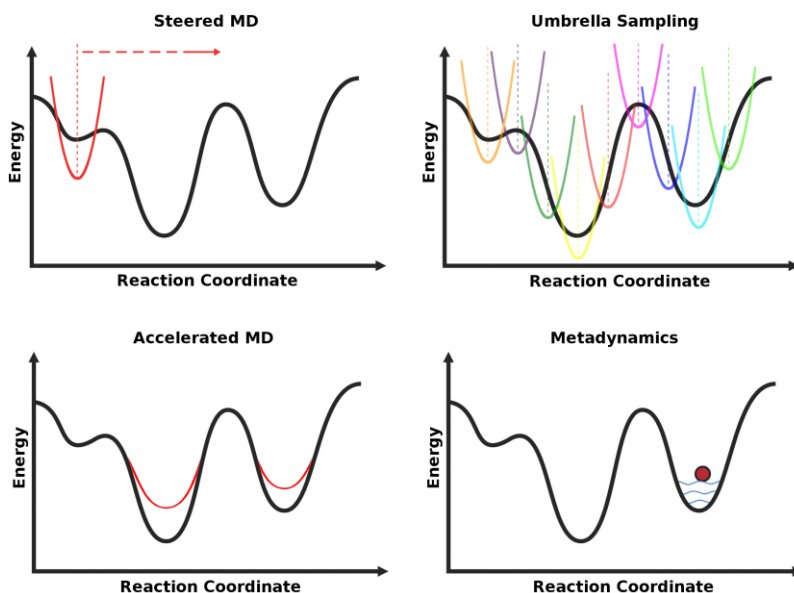 Steered MD
Umbrella Sampling
Energy
Energy
Reaction Coordinate
Reaction Coordinate
Accelerated MD
Metadynamics
Energy
Energy
Reaction Coordinate
Reaction Coordinate